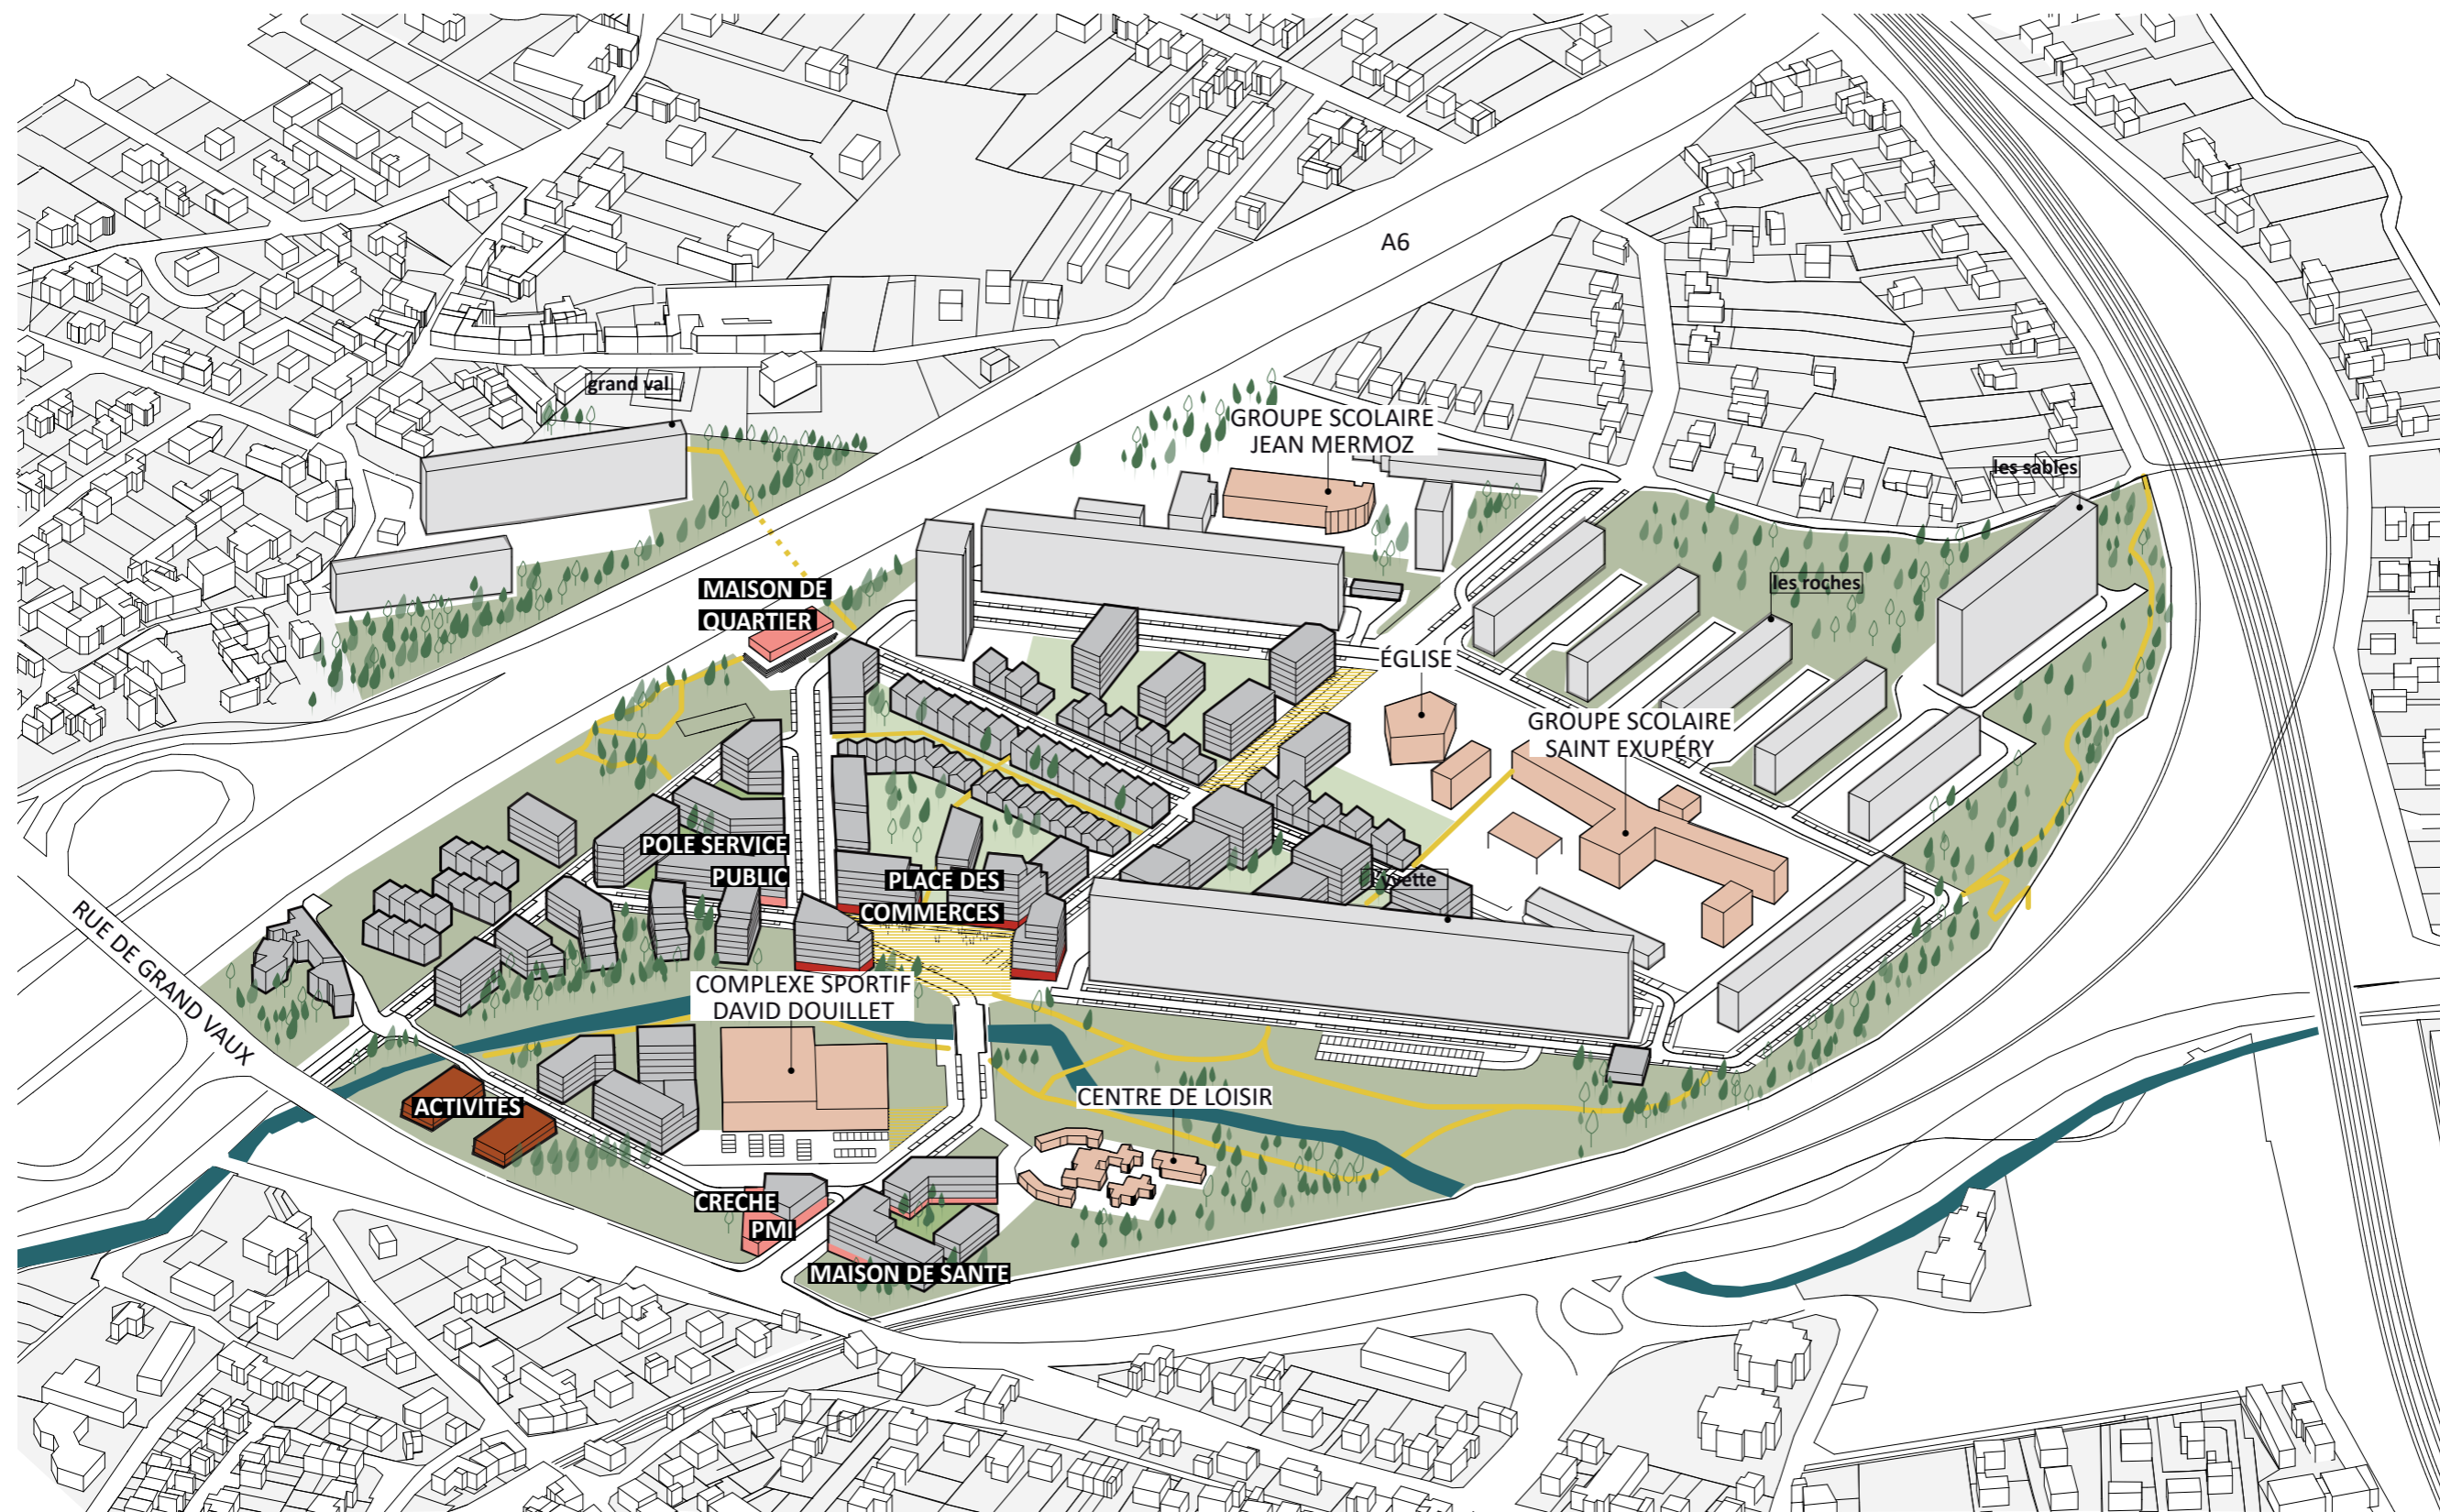 A6
grand val
GROUPE SCOLAIRE
JEAN MERMOZ
les sables
les roches
MAISON DE
QUARTIER
ÉGLISE
GROUPE SCOLAIRE
SAINT EXUPÉRY
POLE SERVICE
PUBLIC
PLACE DES
COMMERCES
l'yvette
RUE DE GRAND VAUX
COMPLEXE SPORTIF
DAVID DOUILLET
ACTIVITES
CENTRE DE LOISIR
CRECHE
PMI
MAISON DE SANTE